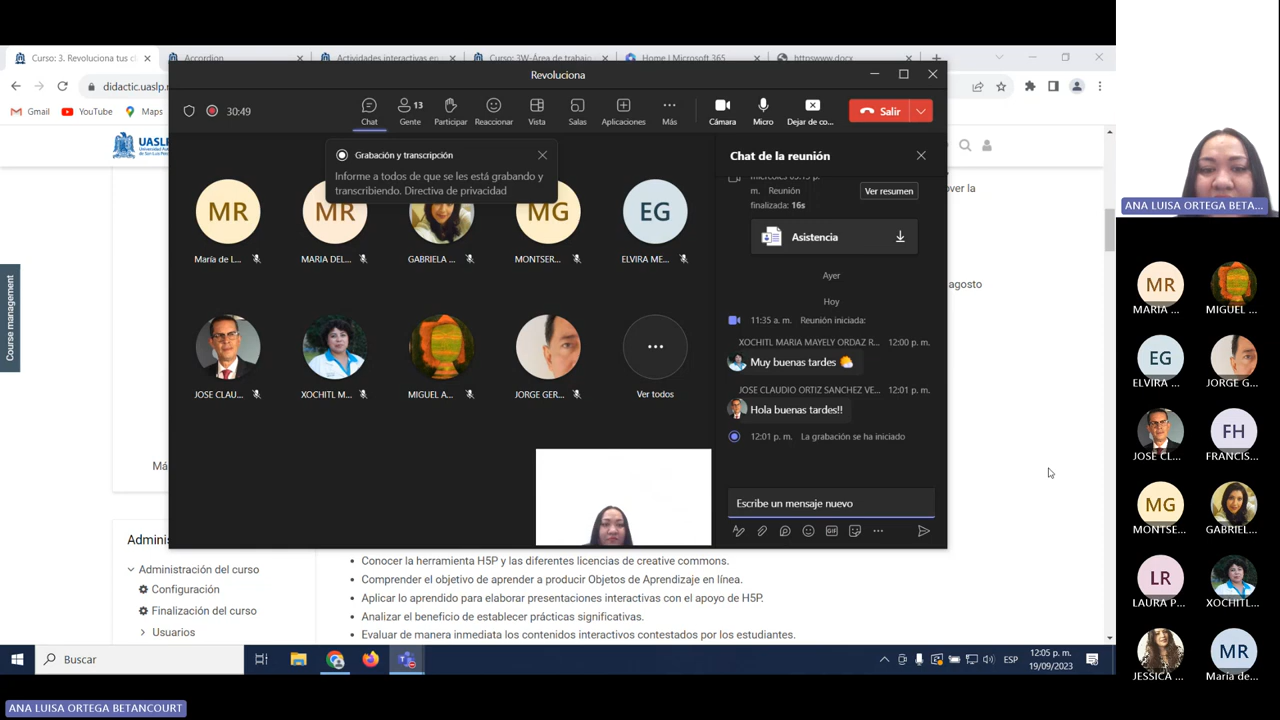 Curso: 3. Revoluciona tus cl
Accordion
Actividades interactivas en
Curso: 3W-Área de trabajo
Home | Microsoft 365
httpswww.docx
didactic.uaslp.m
Gmail
YouTube
Maps
UASLP
Revoluciona
30:49
Chat
13
Gente
Participar
Reaccionar
Vista
Salas
Aplicaciones
Más
Cámara
Micro
Dejar de co...
Salir
Grabación y transcripción
Informe a todos de que se les está grabando y
transcribiendo. Directiva de privacidad
MR
María de L...
MR
MARIA DEL...
GABRIELA ...
MG
MONTSER...
EG
ELVIRA ME...
JOSE CLAU...
XOCHITL M...
MIGUEL A...
JORGE GER...
Ver todos
Chat de la reunión
m. Reunión
finalizada: 16s
Ver resumen
Asistencia
Ayer
Hoy
11:35 a. m. Reunión iniciada:
XOCHITL MARIA MAYELY ORDAZ R... 12:00 p. m.
Muy buenas tardes
JOSE CLAUDIO ORTIZ SANCHEZ VE... 12:01 p. m.
Hola buenas tardes!!
12:01 p. m. La grabación se ha iniciado
Escribe un mensaje nuevo
GIF
over la
agosto
Course management
Má
Adminis
Administración del curso
Configuración
Finalización del curso
Usuarios
Conocer la herramienta H5P y las diferentes licencias de creative commons.
Comprender el objetivo de aprender a producir Objetos de Aprendizaje en línea.
Aplicar lo aprendido para elaborar presentaciones interactivas con el apoyo de H5P.
Analizar el beneficio de establecer prácticas significativas.
Evaluar de manera inmediata los contenidos interactivos contestados por los estudiantes.
Buscar
ESP
12:05 p. m.
19/09/2023
ANA LUISA ORTEGA BETANCOURT
ANA LUISA ORTEGA BETA...
MR
MARIA ...
MIGUEL ...
EG
ELVIRA ...
JORGE G...
JOSE CL...
FH
FRANCIS...
MG
MONTSE...
GABRIEL...
LR
LAURA P...
XOCHITL...
JESSICA ...
MR
María de...